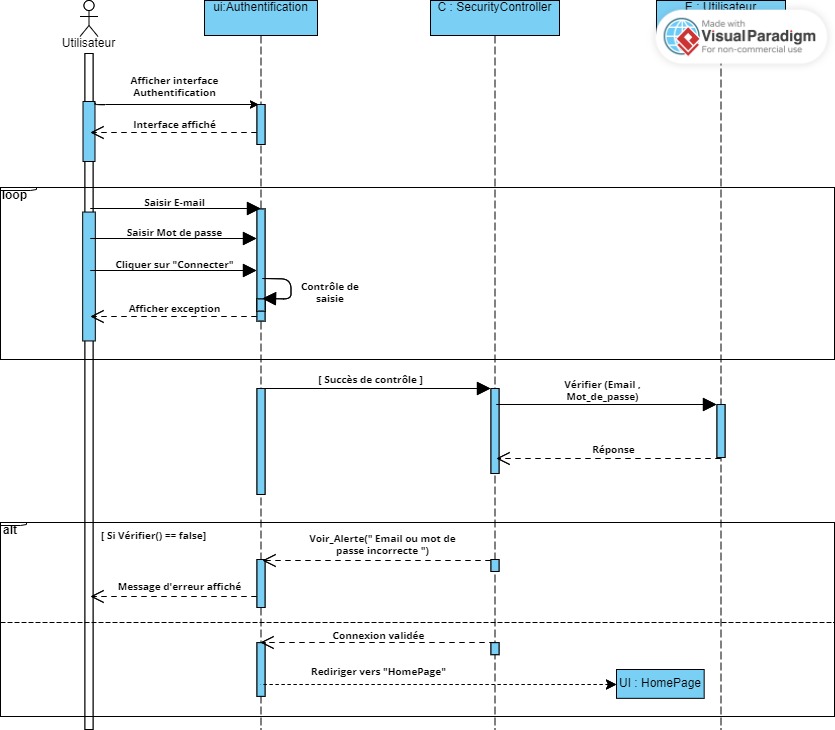 ui:Authentification
C : SecurityController
E : Utilisateur
Made with
VisualParadigm
For non-commercial use
Utilisateur
Afficher interface
Authentification
Interface affiché
loop
Saisir E-mail
Saisir Mot de passe
Cliquer sur "Connecter"
Contrôle de
saisie
Afficher exception
[ Succès de contrôle ]
Vérifier (Email ,
Mot_de_passe)
Réponse
alt
[ Si Vérifier() == false]
Voir_Alerte(" Email ou mot de
passe incorrecte ")
Message d'erreur affiché
Connexion validée
Rediriger vers "HomePage"
UI : HomePage